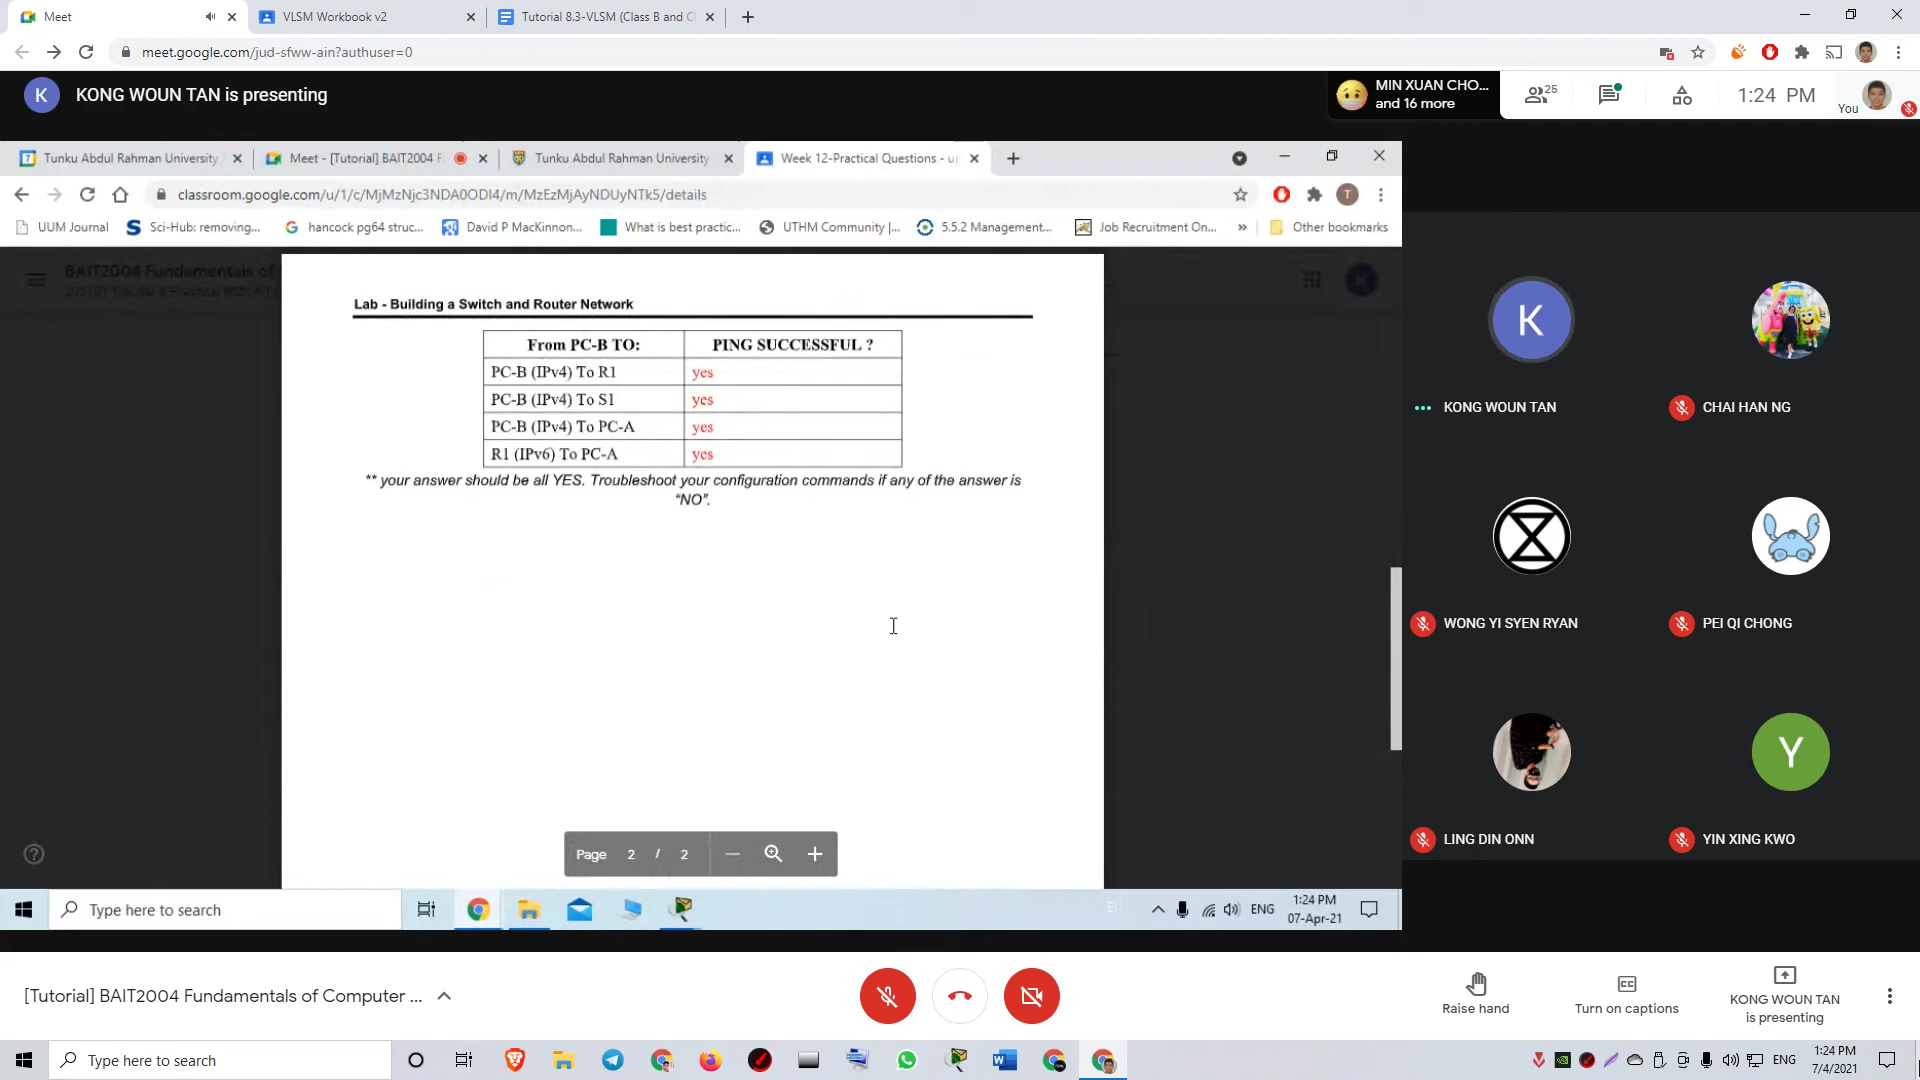 Meet
VLSM Workbook v2
Tutorial 8.3-VLSM (Class B and C
meet.google.com/jud-sfww-ain?authuser=0
K
KONG WOUN TAN is presenting
MIN XUAN CHO...
and 16 more
25
1:24 PM
You
Tunku Abdul Rahman University
Meet - [Tutorial] BAIT2004 F
Tunku Abdul Rahman University
Week 12-Practical Questions - up
classroom.google.com/u/1/c/MjMzNjc3NDA0ODI4/m/MzEzMjAyNDUyNTk5/details
T
UUM Journal
Sci-Hub: removing...
hancock pg64 struc...
David P MacKinnon...
What is best practic...
UTHM Community |...
5.5.2 Management...
Job Recruitment On...
»
Other bookmarks
BAIT2004 Fundamentals of
Lab - Building a Switch and Router Network
From PC-B TO: PING SUCCESSFUL ?
PC-B (IPv4) To R1 yes
PC-B (IPv4) To S1 yes
PC-B (IPv4) To PC-A yes
R1 (IPv6) To PC-A yes
** your answer should be all YES. Troubleshoot your configuration commands if any of the answer is
“NO”.
Page 2 / 2
K
KONG WOUN TAN
CHAI HAN NG
WONG YI SYEN RYAN
PEI QI CHONG
Y
LING DIN ONN
YIN XING KWO
Type here to search
ENG
1:24 PM
07-Apr-21
[Tutorial] BAIT2004 Fundamentals of Computer ...
Raise hand
Turn on captions
KONG WOUN TAN
is presenting
Type here to search
ENG
1:24 PM
7/4/2021